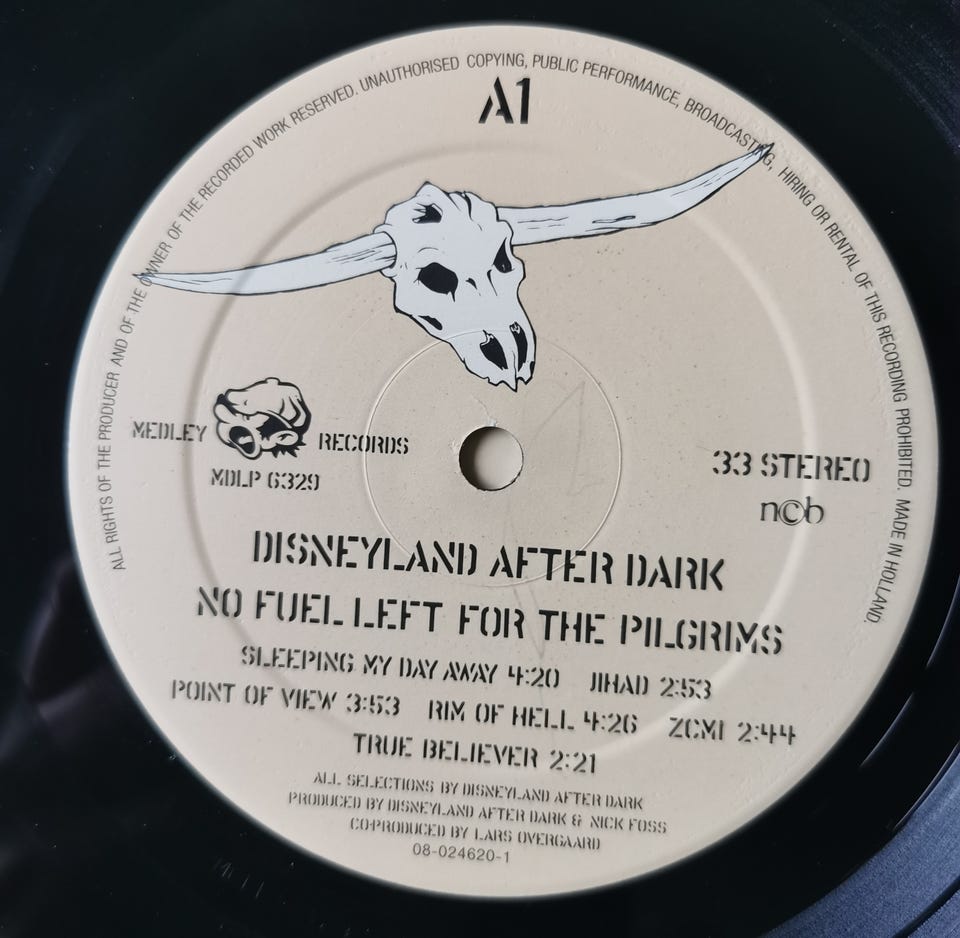 ALL RIGHTS OF THE PRODUCER AND OF THE OWNER OF THE RECORDED WORK RESERVED. UNAUTHORISED COPYING, PUBLIC PERFORMANCE, BROADCASTING, HIRING OR RENTAL OF THIS RECORDING PROHIBITED. MADE IN HOLLAND.
A1
MEDLEY RECORDS
MDLP 6329
33 STEREO
n©b
DISNEYLAND AFTER DARK
NO FUEL LEFT FOR THE PILGRIMS
SLEEPING MY DAY AWAY 4:20 JIHAD 2:53
POINT OF VIEW 3:53 RIM OF HELL 4:26 ZCMI 2:44
TRUE BELIEVER 2:21
ALL SELECTIONS BY DISNEYLAND AFTER DARK
PRODUCED BY DISNEYLAND AFTER DARK & NICK FOSS
CO-PRODUCED BY LARS OVERGAARD
08-024620-1